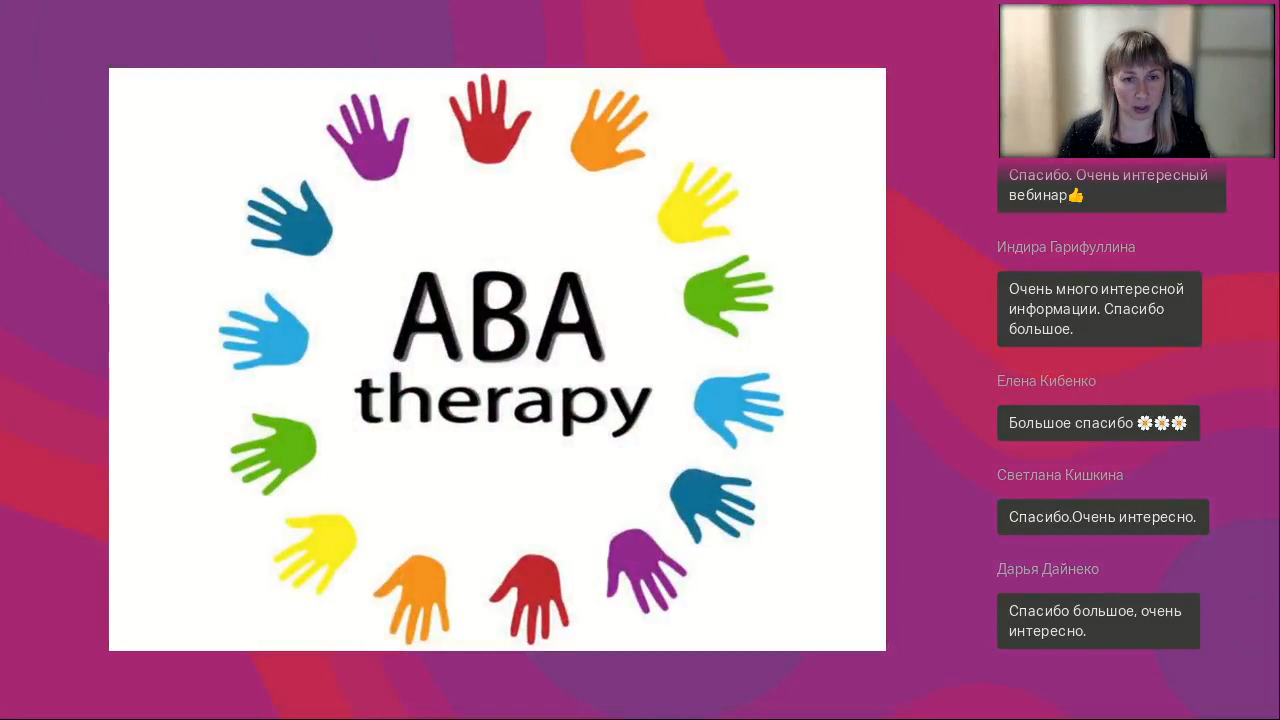 ABA
therapy
Спасибо. Очень интересный
вебинар👍
Индира Гарифуллина
Очень много интересной
информации. Спасибо
большое.
Елена Кибенко
Большое спасибо 🌼🌼🌼
Светлана Кишкина
Спасибо.Очень интересно.
Дарья Дайнеко
Спасибо большое, очень
интересно.